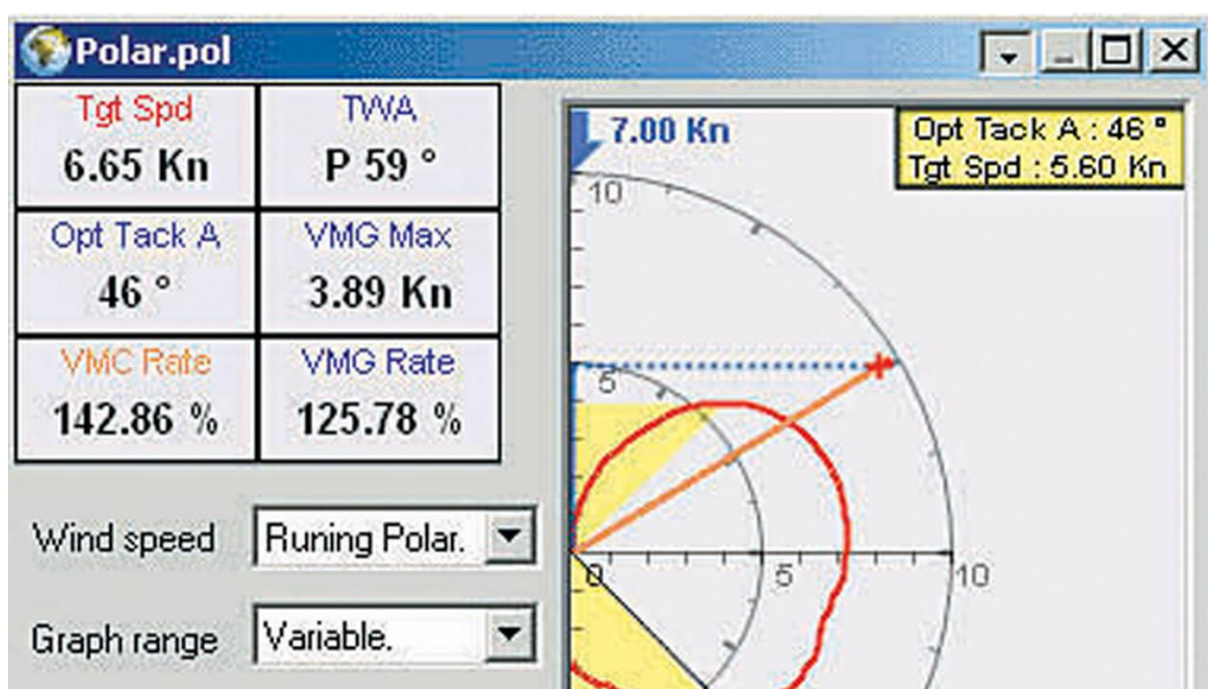 Polar.pol
Tgt Spd TWA
6.65 Kn P 59 °
Opt Tack A VMG Max
46 ° 3.89 Kn
VMC Rate VMG Rate
142.86 % 125.78 %
Wind speed Runing Polar.
Graph range Variable.
7.00 Kn
Opt Tack A : 46 °
Tgt Spd : 5.60 Kn
10
5
0 5 10